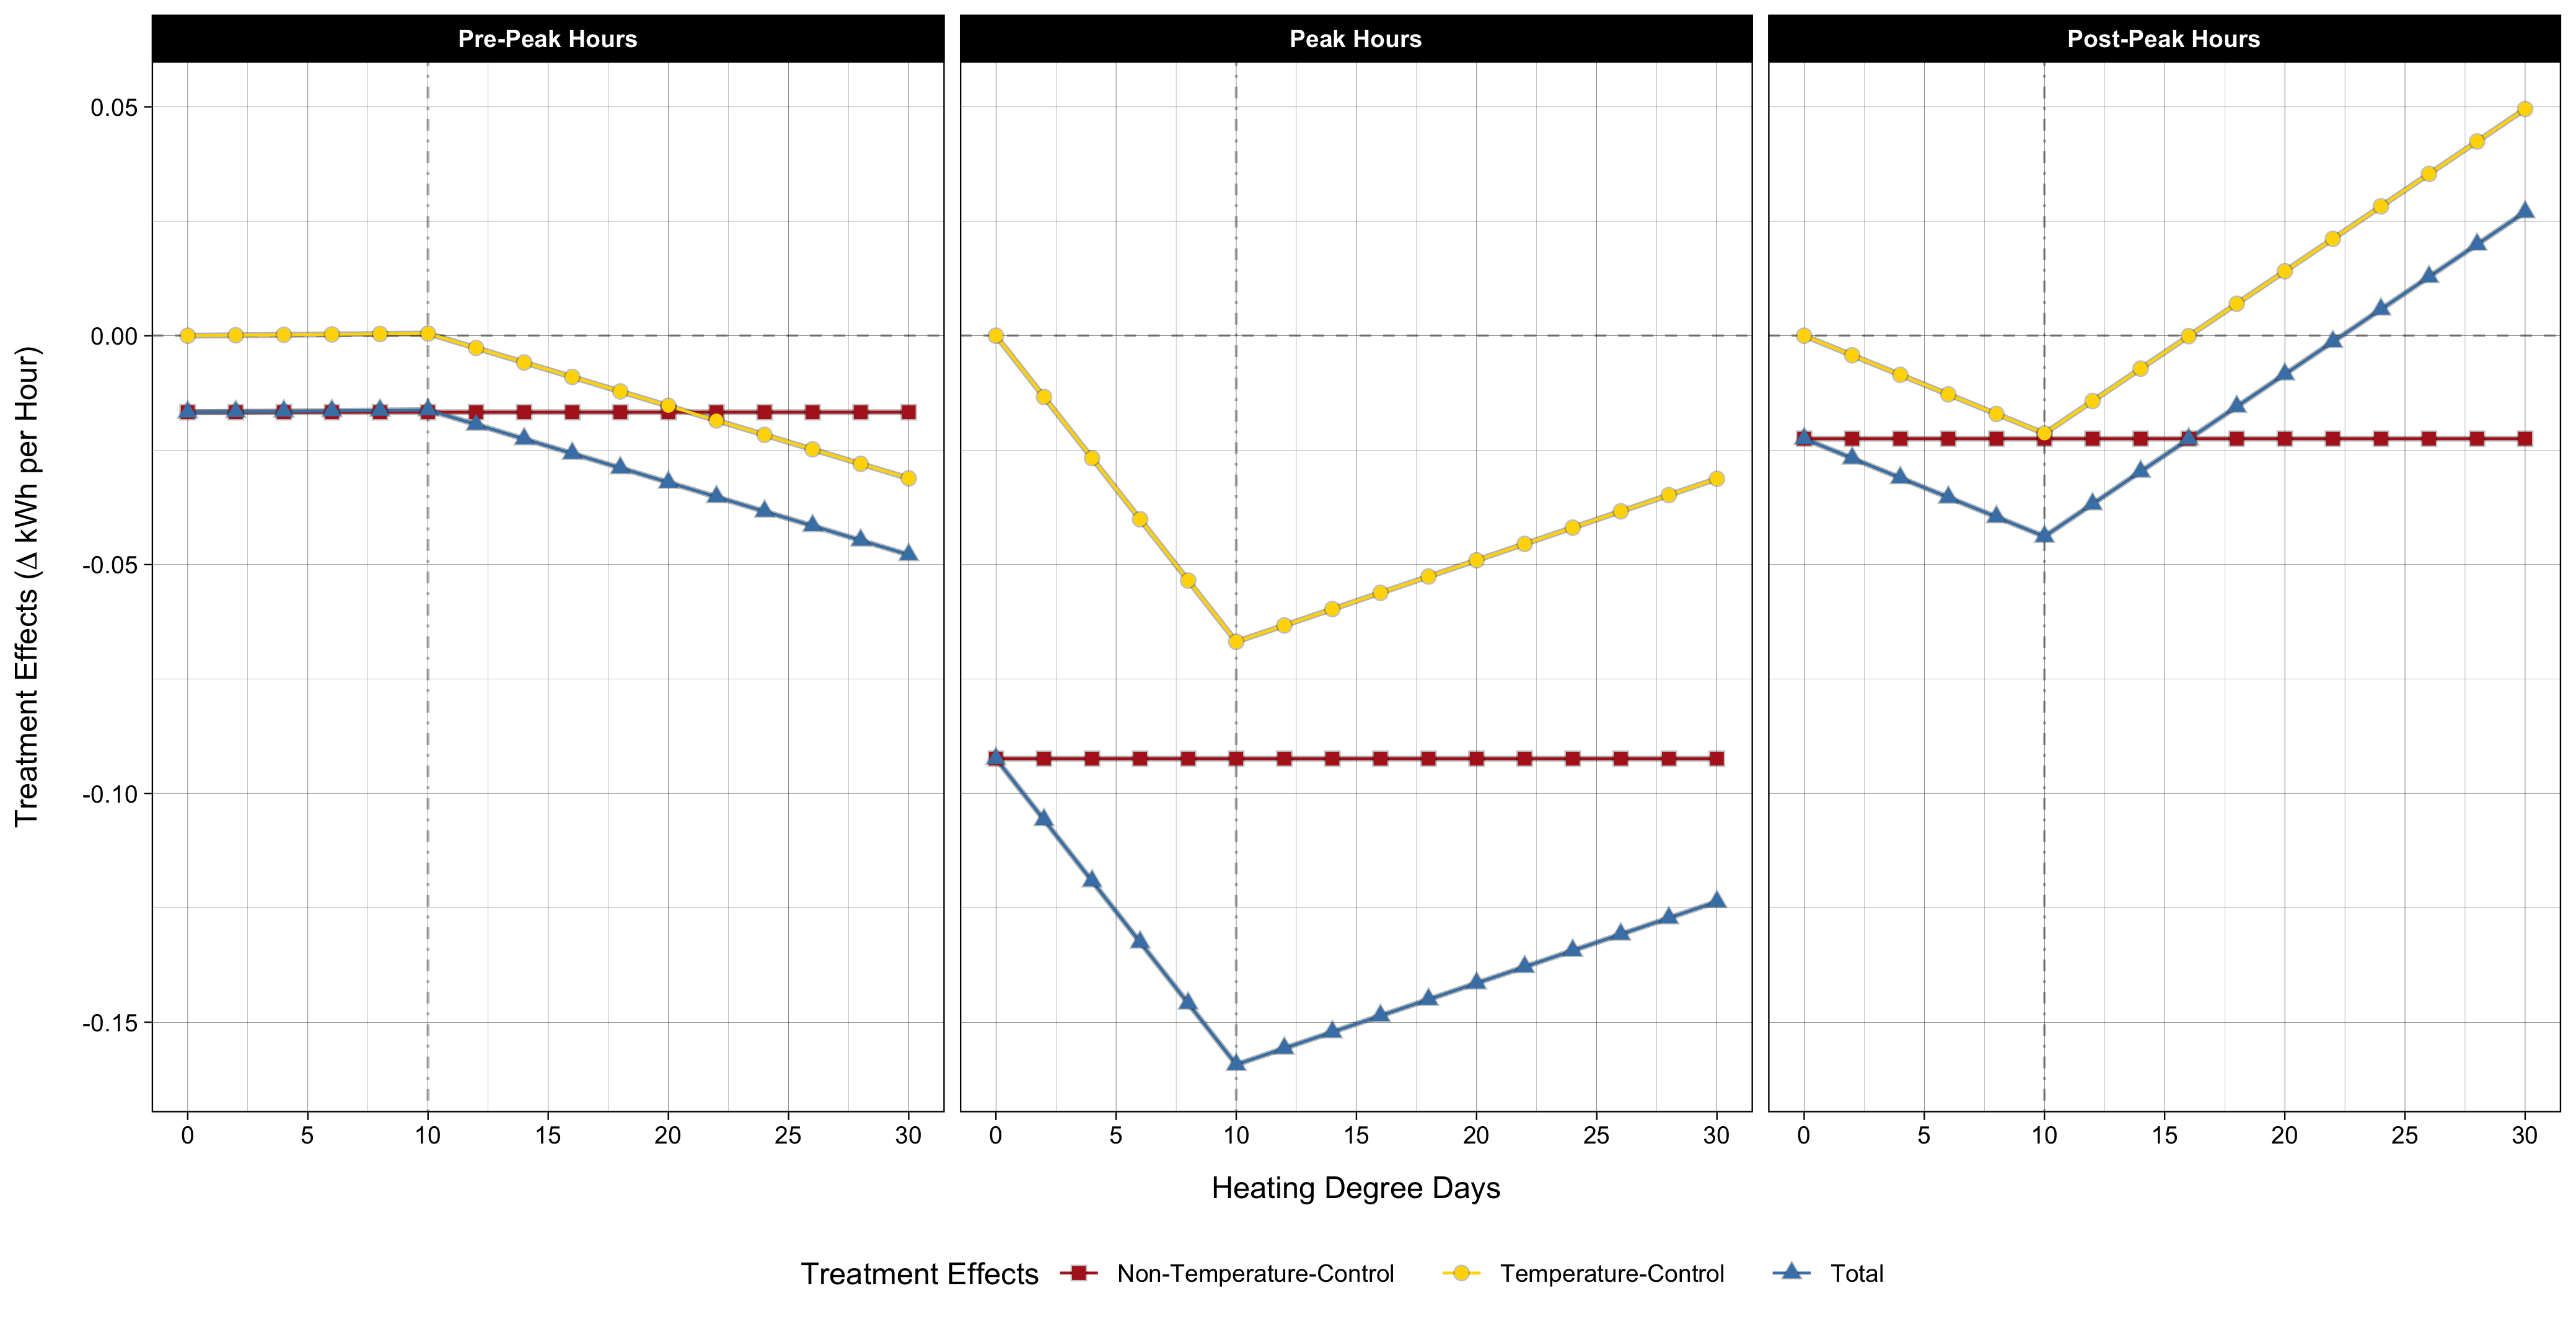 Pre-Peak Hours
Peak Hours
Post-Peak Hours
Treatment Effects (Δ kWh per Hour)
0.05
0.00
-0.05
-0.10
-0.15
0 5 10 15 20 25 30
0 5 10 15 20 25 30
0 5 10 15 20 25 30
Heating Degree Days
Treatment Effects
Non-Temperature-Control
Temperature-Control
Total